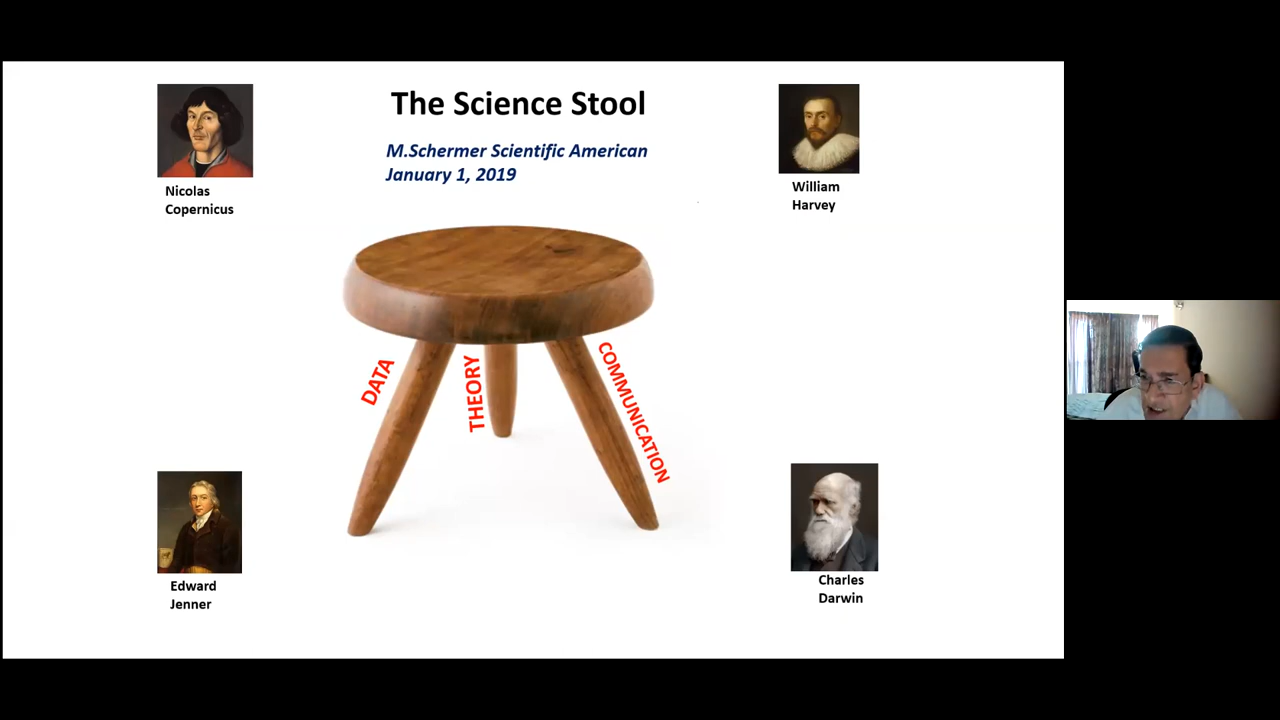 The Science Stool
M.Schermer Scientific American
January 1, 2019
Nicolas
Copernicus
William
Harvey
DATA
THEORY
COMMUNICATION
Edward
Jenner
Charles
Darwin